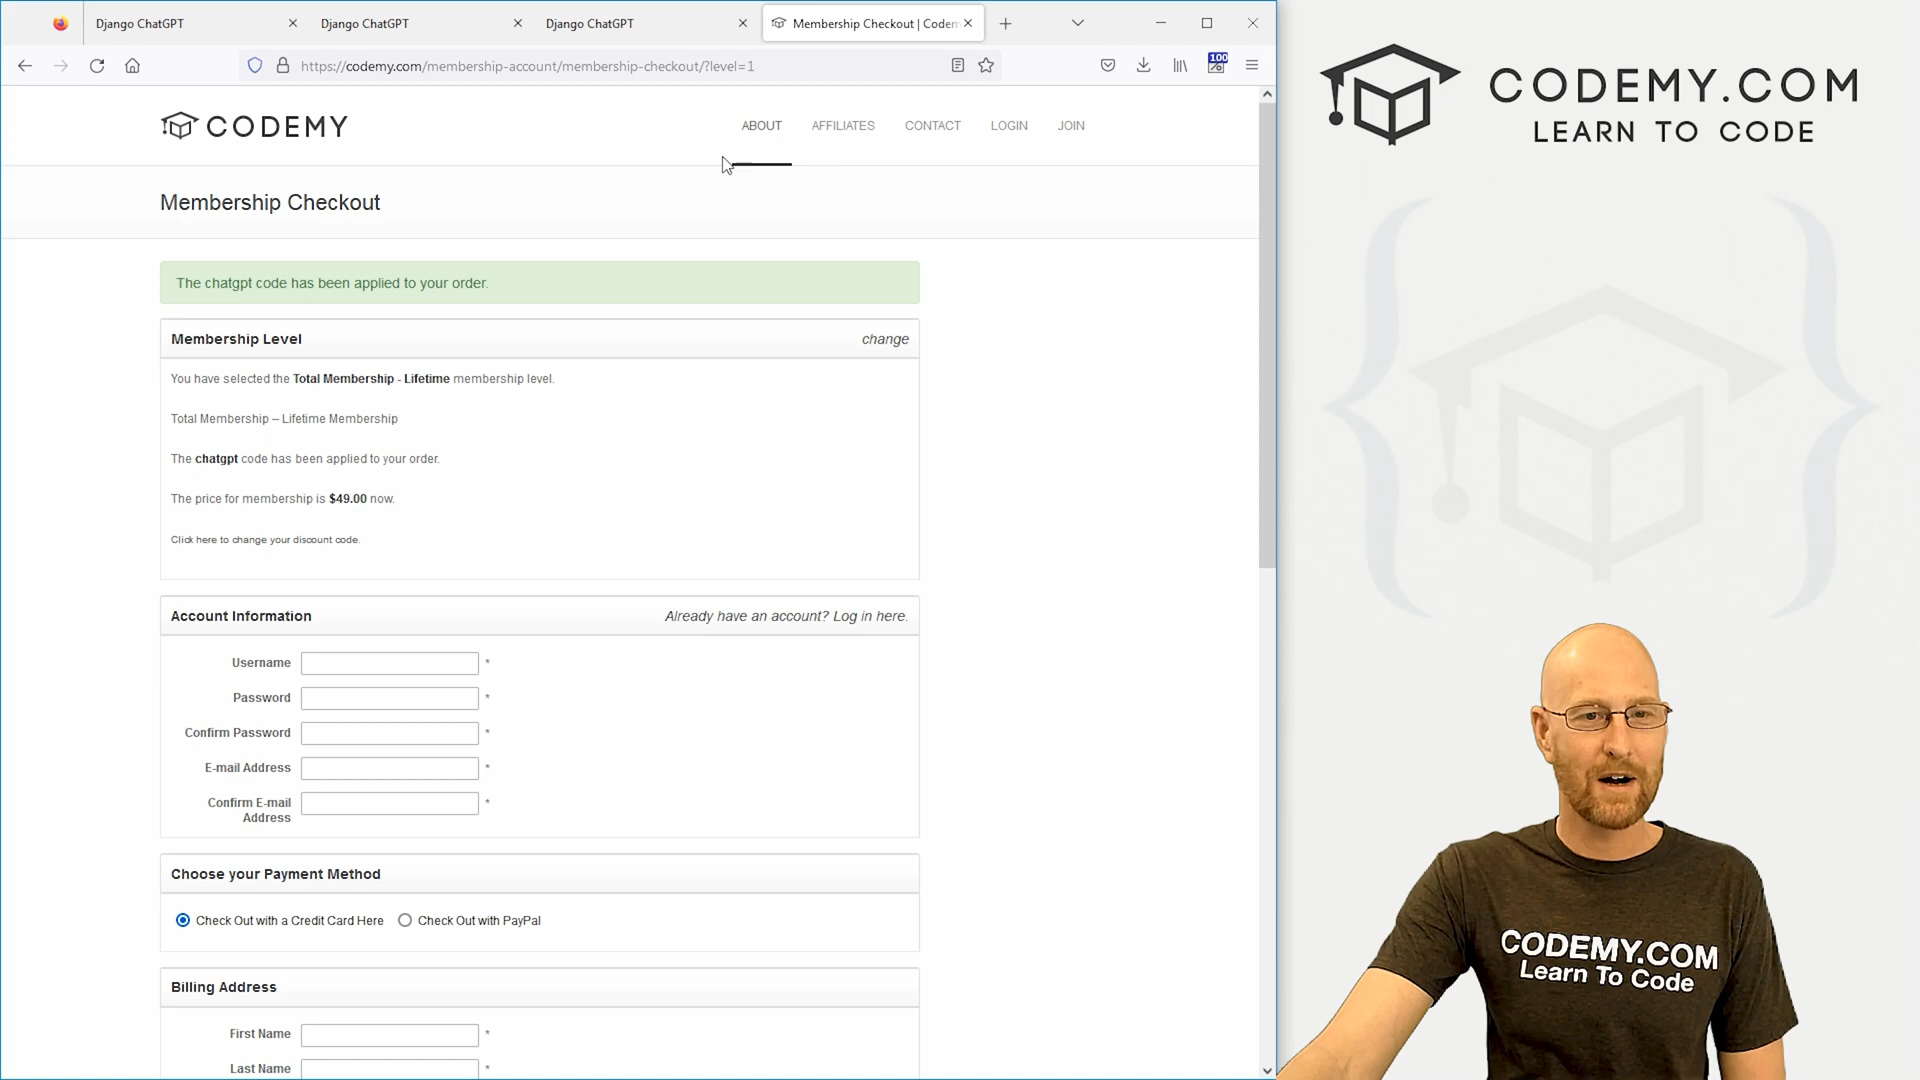 Django ChatGPT
Django ChatGPT
Django ChatGPT
Membership Checkout | Codem
https://codemy.com/membership-account/membership-checkout/?level=1
100
CODEMY
ABOUT
AFFILIATES
CONTACT
LOGIN
JOIN
Membership Checkout
The chatgpt code has been applied to your order.
Membership Level
change
You have selected the Total Membership - Lifetime membership level.
Total Membership – Lifetime Membership
The chatgpt code has been applied to your order.
The price for membership is $49.00 now.
Click here to change your discount code.
Account Information
Already have an account? Log in here.
Username *
Password *
Confirm Password *
E-mail Address *
Confirm E-mail
Address *
Choose your Payment Method
Check Out with a Credit Card Here
Check Out with PayPal
Billing Address
First Name *
Last Name *
CODEMY.COM
LEARN TO CODE
CODEMY.COM
Learn To Code